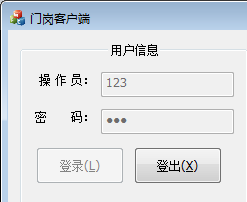 门岗客户端
用户信息
操 作 员： 123
密 码： ●●●
登录(L) 登出(X)